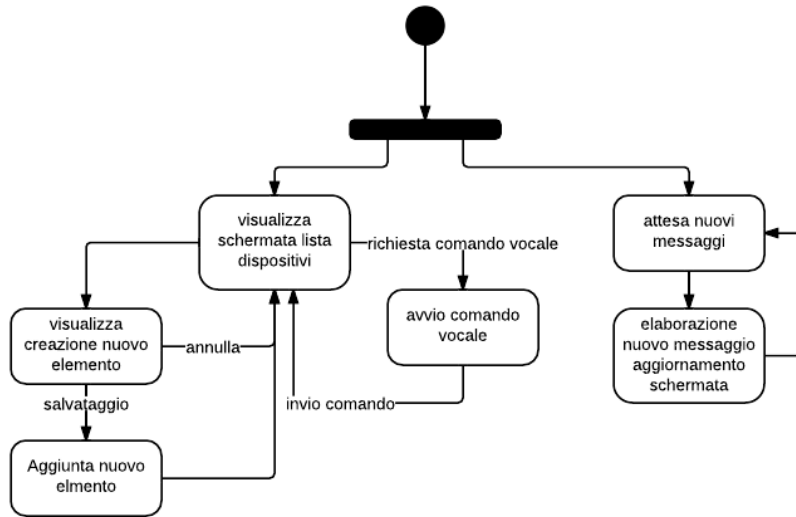 visualizza
schermata lista
dispositivi
richiesta comando vocale
attesa nuovi
messaggi
visualizza
creazione nuovo
elemento
annulla
avvio comando
vocale
elaborazione
nuovo messaggio
aggiornamento
schermata
salvataggio
invio comando
Aggiunta nuovo
elmento